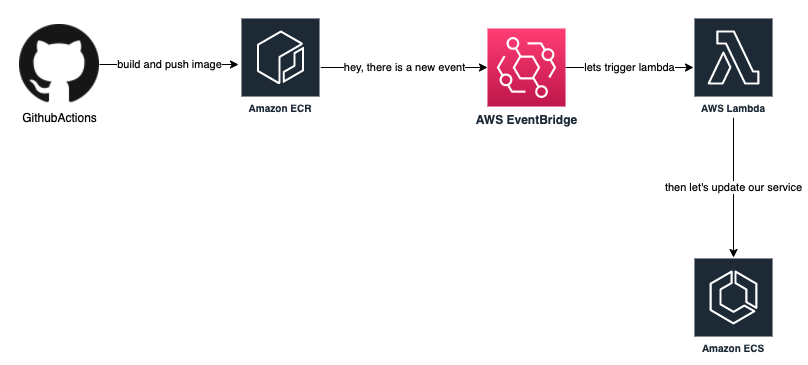 build and push image
hey, there is a new event
lets trigger lambda
GithubActions
Amazon ECR
AWS EventBridge
AWS Lambda
then let's update our service
Amazon ECS